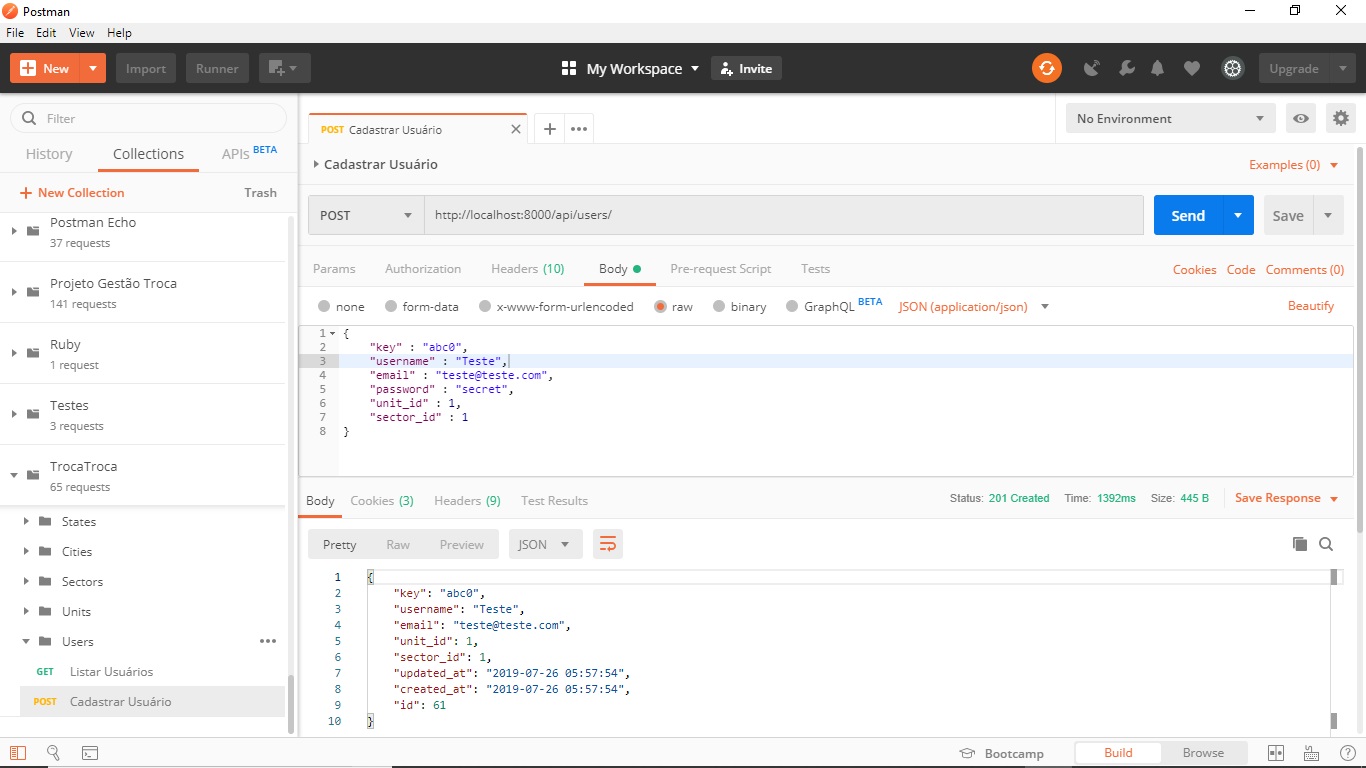 Postman
File Edit View Help
New Import Runner My Workspace Invite Upgrade
Filter
History Collections APIs BETA
New Collection Trash
Postman Echo
37 requests
Projeto Gestão Troca
141 requests
Ruby
1 request
Testes
3 requests
TrocaTroca
65 requests
States
Cities
Sectors
Units
Users
GET Listar Usuários
POST Cadastrar Usuário
POST Cadastrar Usuário No Environment
Cadastrar Usuário Examples (0)
POST http://localhost:8000/api/users/ Send Save
Params Authorization Headers (10) Body Pre-request Script Tests Cookies Code Comments (0)
none form-data x-www-form-urlencoded raw binary GraphQL BETA JSON (application/json) Beautify
1 {
2 "key" : "abc0",
3 "username" : "Teste",
4 "email" : "teste@teste.com",
5 "password" : "secret",
6 "unit_id" : 1,
7 "sector_id" : 1
8 }
Body Cookies (3) Headers (9) Test Results Status: 201 Created Time: 1392ms Size: 445 B Save Response
Pretty Raw Preview JSON
1 {
2 "key": "abc0",
3 "username": "Teste",
4 "email": "teste@teste.com",
5 "unit_id": 1,
6 "sector_id": 1,
7 "updated_at": "2019-07-26 05:57:54",
8 "created_at": "2019-07-26 05:57:54",
9 "id": 61
10 }
Bootcamp Build Browse